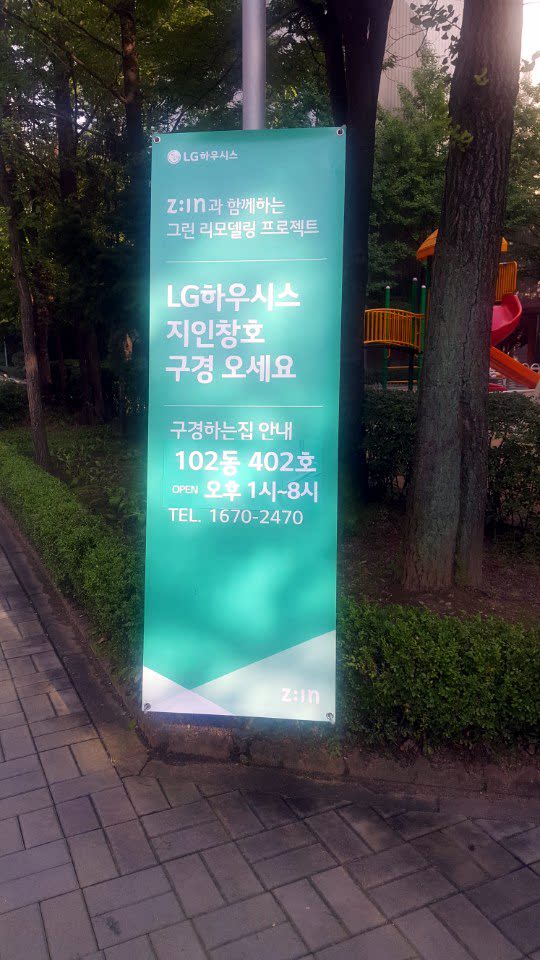 LG하우시스
z:in과 함께하는
그린 리모델링 프로젝트
LG하우시스
지인창호
구경 오세요
구경하는집 안내
102동 402호
OPEN 오후 1시~8시
TEL. 1670-2470
z:in